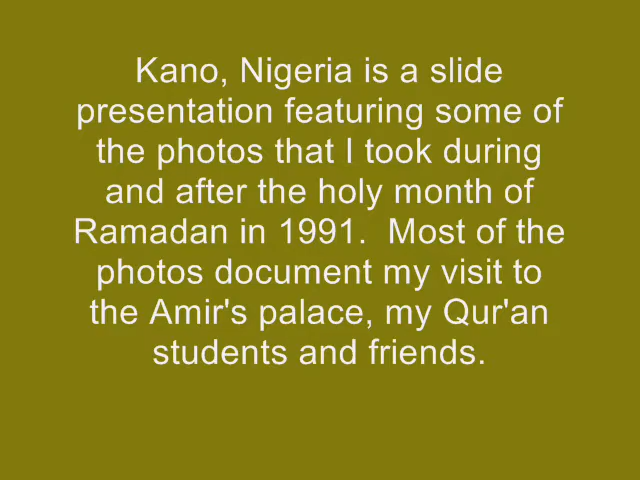 Kano, Nigeria is a slide
presentation featuring some of
the photos that I took during
and after the holy month of
Ramadan in 1991.  Most of the
photos document my visit to
the Amir's palace, my Qur'an
students and friends.